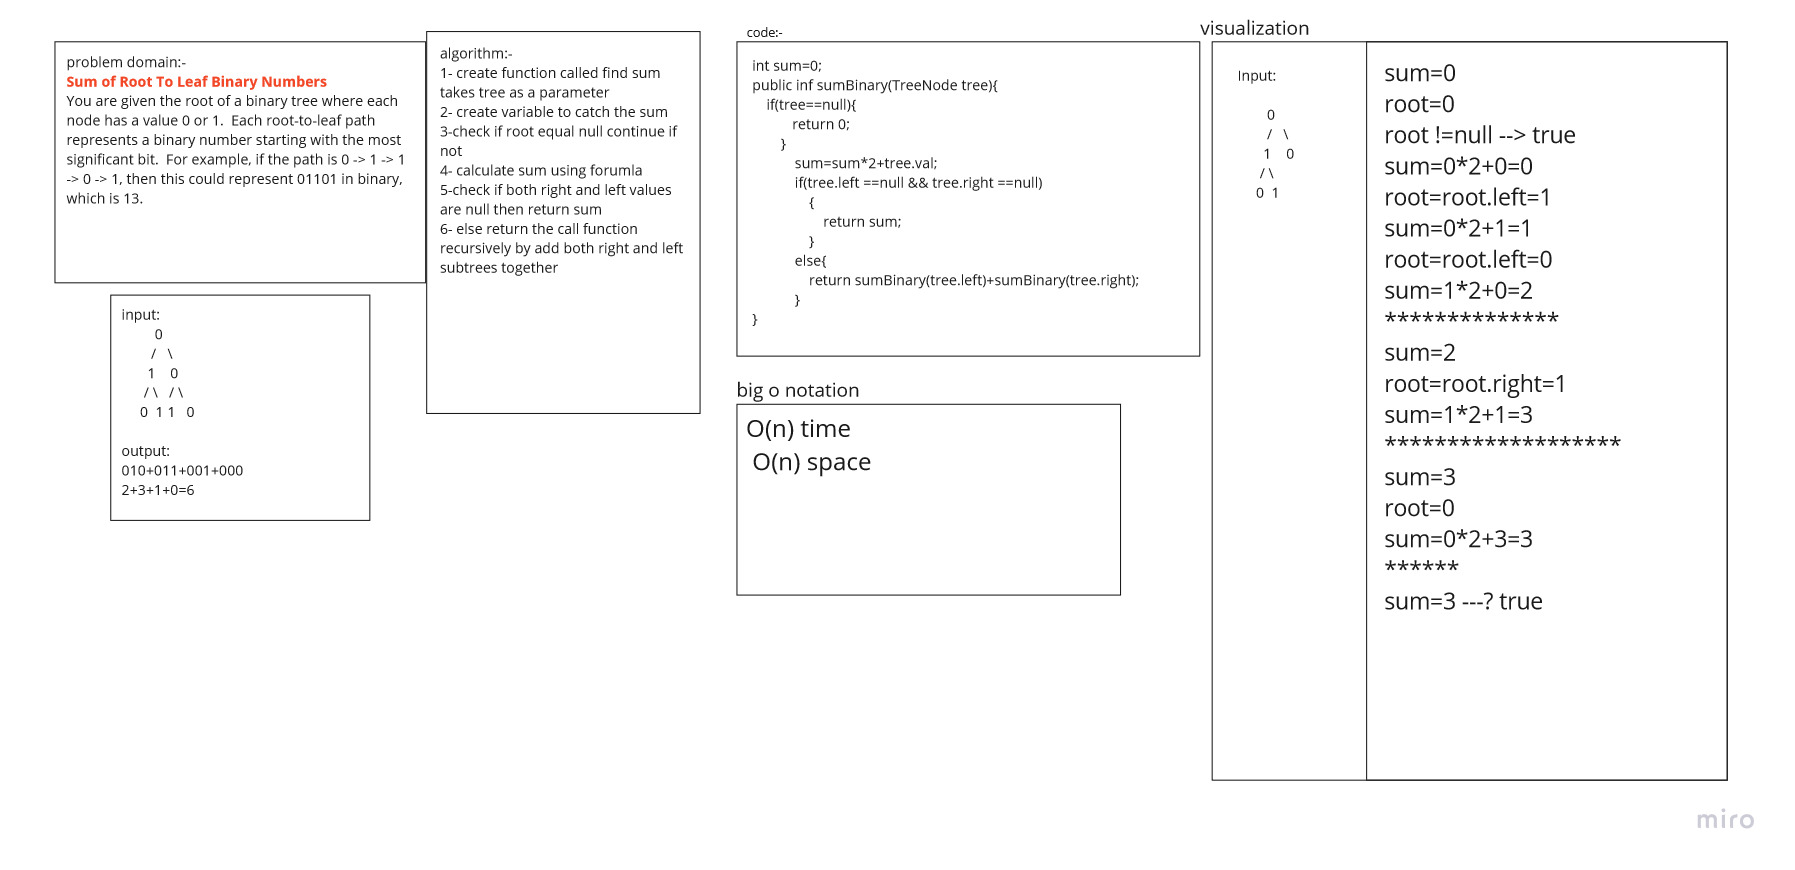 problem domain:-
Sum of Root To Leaf Binary Numbers
You are given the root of a binary tree where each
node has a value 0 or 1.  Each root-to-leaf path
represents a binary number starting with the most
significant bit.  For example, if the path is 0 -> 1 -> 1
-> 0 -> 1, then this could represent 01101 in binary,
which is 13.
input:
0
/   \
1    0
/ \   / \
0  1 1   0
output:
010+011+001+000
2+3+1+0=6
algorithm:-
1- create function called find sum
takes tree as a parameter
2- create variable to catch the sum
3-check if root equal null continue if
not
4- calculate sum using forumla
5-check if both right and left values
are null then return sum
6- else return the call function
recursively by add both right and left
subtrees together
code:-
int sum=0;
public inf sumBinary(TreeNode tree){
if(tree==null){
return 0;
}
sum=sum*2+tree.val;
if(tree.left ==null && tree.right ==null)
{
return sum;
}
else{
return sumBinary(tree.left)+sumBinary(tree.right);
}
}
big o notation
O(n) time
O(n) space
visualization
Input:
0
/   \
1    0
/ \
0  1
sum=0
root=0
root !=null --> true
sum=0*2+0=0
root=root.left=1
sum=0*2+1=1
root=root.left=0
sum=1*2+0=2
**************
sum=2
root=root.right=1
sum=1*2+1=3
*******************
sum=3
root=0
sum=0*2+3=3
******
sum=3 ---? true
miro